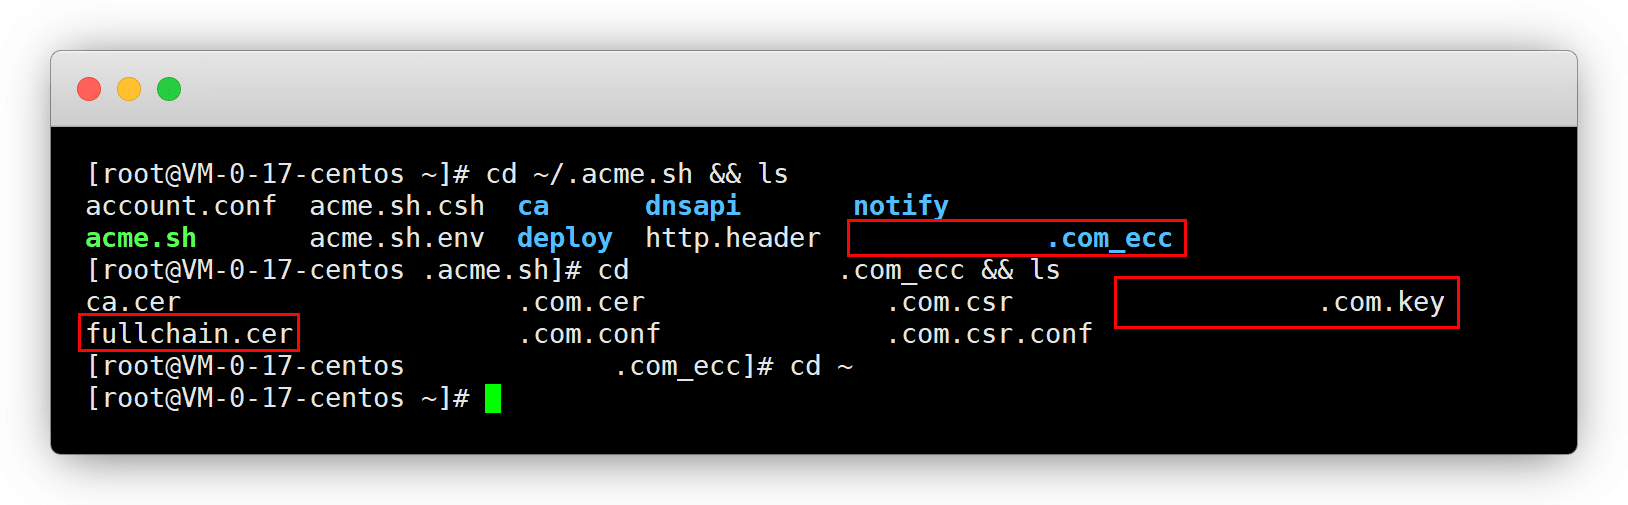 [root@VM-0-17-centos ~]# cd ~/.acme.sh && ls
account.conf  acme.sh.csh  ca      dnsapi       notify
acme.sh       acme.sh.env  deploy  http.header              .com_ecc
[root@VM-0-17-centos .acme.sh]# cd             .com_ecc && ls
ca.cer                     .com.cer               .com.csr                   .com.key
fullchain.cer              .com.conf              .com.csr.conf
[root@VM-0-17-centos             .com_ecc]# cd ~
[root@VM-0-17-centos ~]#